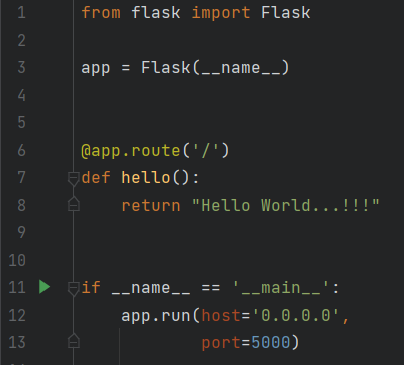 1 from flask import Flask
2
3 app = Flask(__name__)
4
5
6 @app.route('/')
7 def hello():
8     return "Hello World...!!!"
9
10
11 if __name__ == '__main__':
12     app.run(host='0.0.0.0',
13             port=5000)